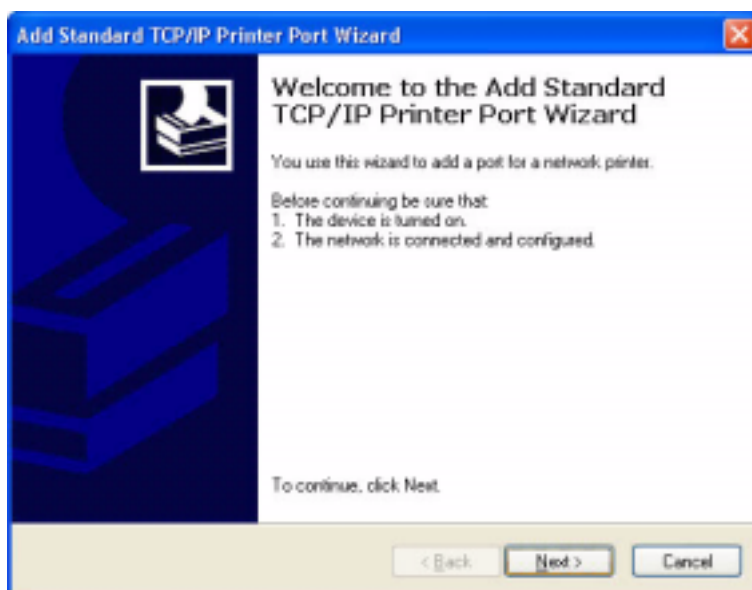 Add Standard TCP/IP Printer Port Wizard
Welcome to the Add Standard
TCP/IP Printer Port Wizard
You use this wizard to add a port for a network printer.
Before continuing be sure that:
1. The device is turned on.
2. The network is connected and configured.
To continue, click Next.
< Back
Next >
Cancel